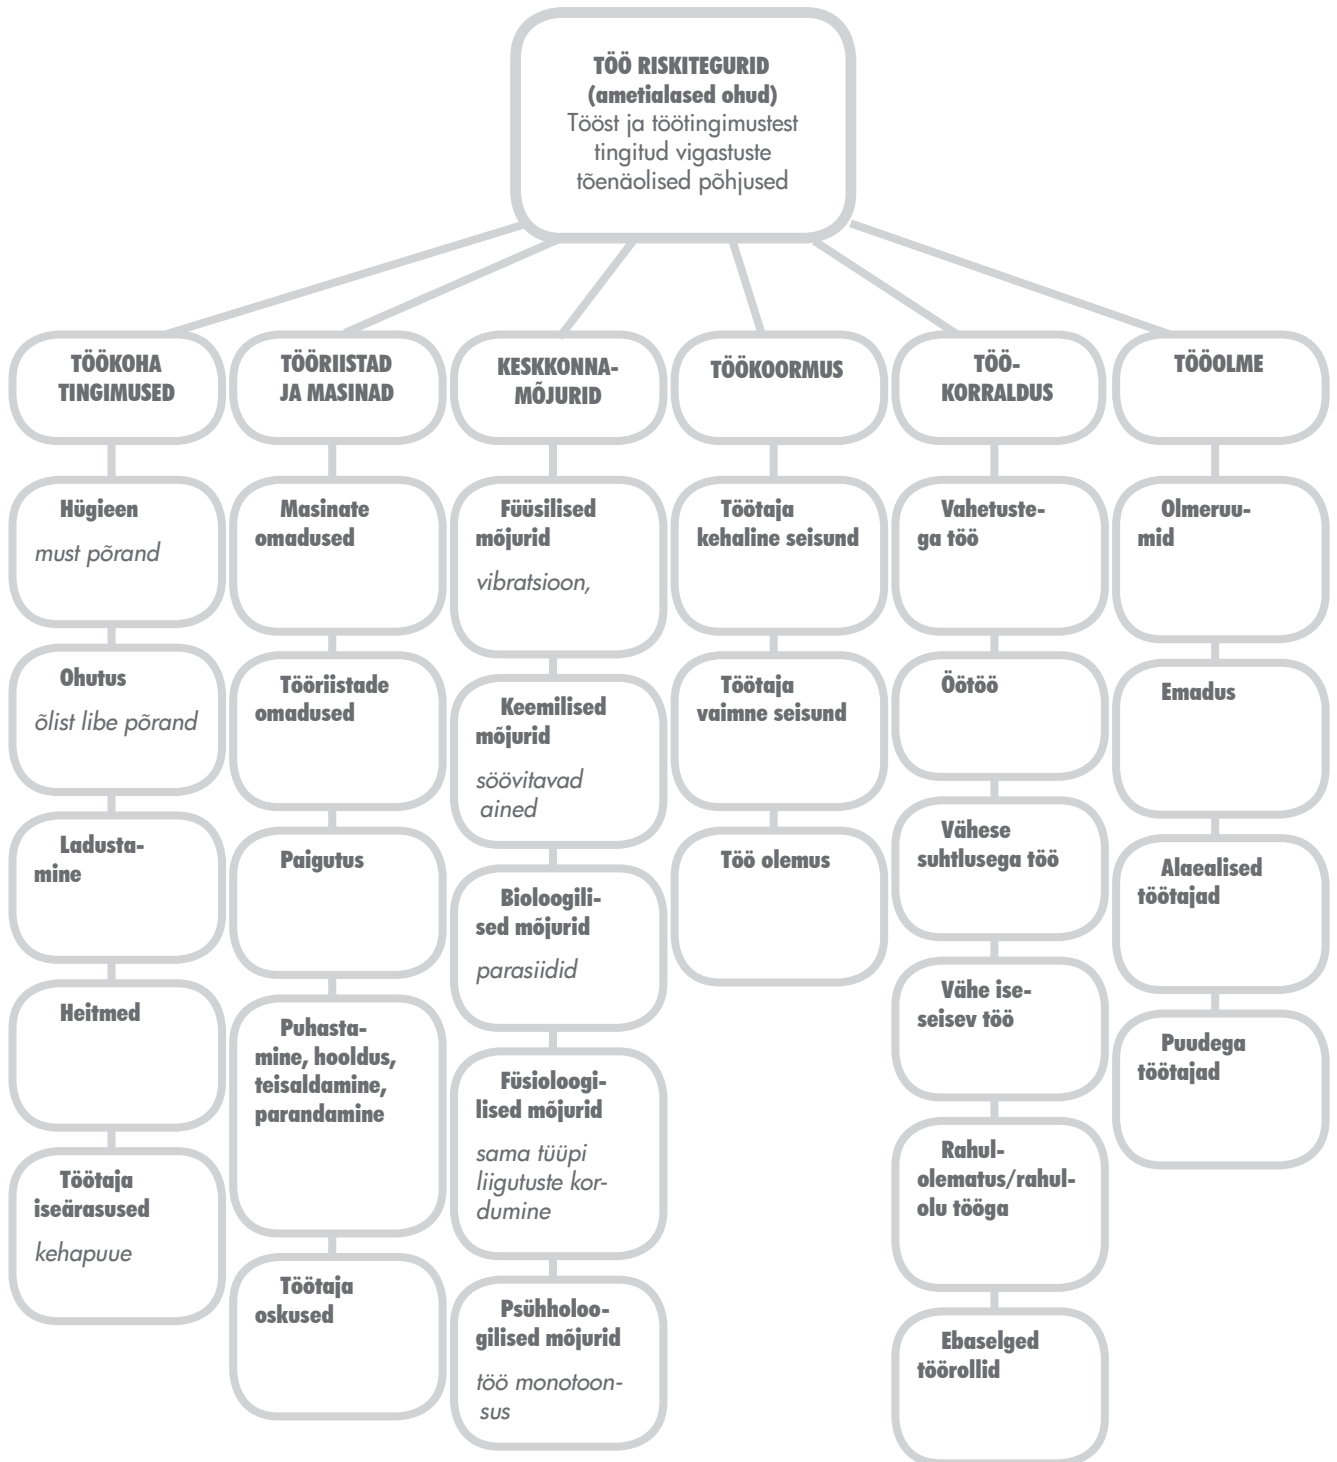 TÖÖ RISKITEGURID
(ametialased ohud)
Tööst ja töötingimustest
tingitud vigastuste
tõenäolised põhjused
TÖÖKOHA
TINGIMUSED
Hügieen
must põrand
Ohutus
õlist libe põrand
Ladusta-
mine
Heitmed
Töötaja
iseärasused
kehapuue
TÖÖRIISTAD
JA MASINAD
Masinate
omadused
Tööriistade
omadused
Paigutus
Puhasta-
mine, hooldus,
teisaldamine,
parandamine
Töötaja
oskused
KESKKONNA-
MÕJURID
Füüsilised
mõjurid
vibratsioon,
Keemilised
mõjurid
söövitavad
ained
Bioloogili-
sed mõjurid
parasiidid
Füsioloogi-
lised mõjurid
sama tüüpi
liigutuste kor-
dumine
Psühholoo-
gilised mõjurid
töö monotoon-
sus
TÖÖKOORMUS
Töötaja
kehaline seisund
Töötaja
vaimne seisund
Töö olemus
TÖÖ-
KORRALDUS
Vahetuste-
ga töö
Öötöö
Vähese
suhtlusega töö
Vähe ise-
seisev töö
Rahul-
olematus/rahul-
olu tööga
Ebaselged
töörollid
TÖÖOLME
Olmeruu-
mid
Emadus
Alaealised
töötajad
Puudega
töötajad